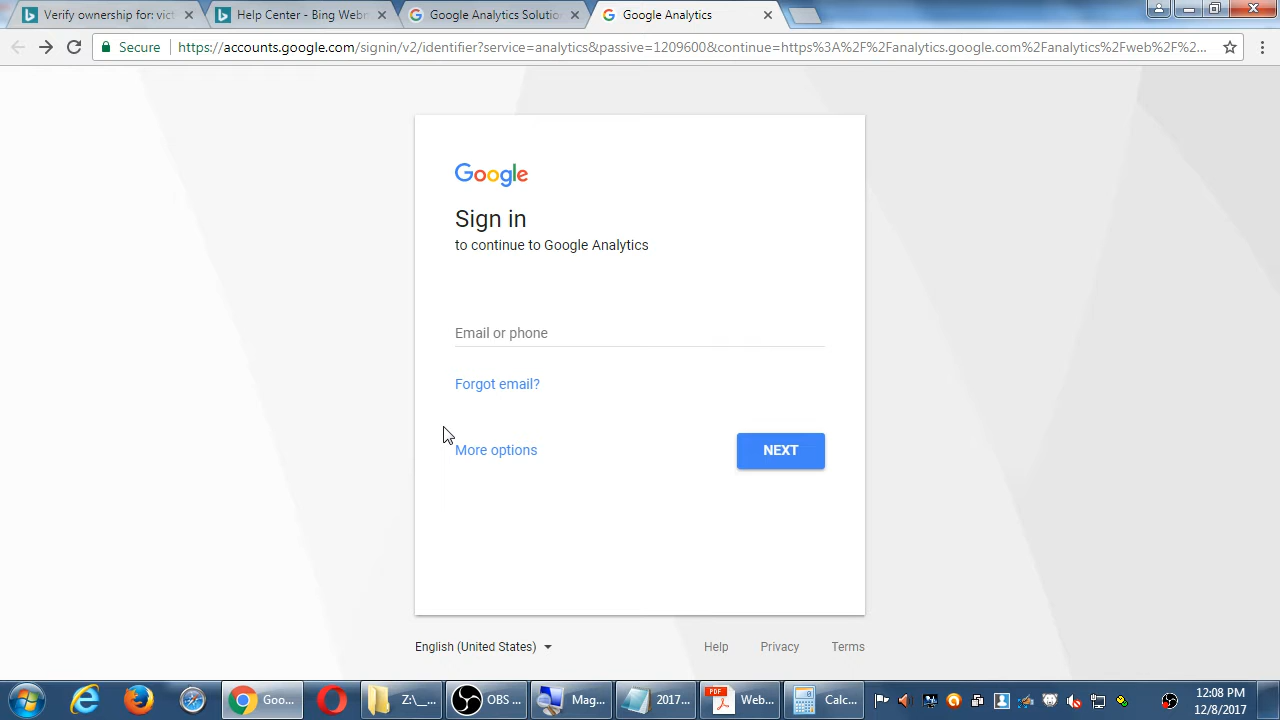 Verify ownership for: vict
Help Center - Bing Webm
Google Analytics Soluti
Google Analytics
Secure
https://accounts.google.com/signin/v2/identifier?service=analytics&passive=1209600&continue=https%3A%2F%2Fanalytics.google.com%2Fanalytics%2Fweb%2F%2...
Google
Sign in
to continue to Google Analytics
Email or phone
Forgot email?
More options
NEXT
English (United States)
Help
Privacy
Terms
Goo...
Z:\_...
OBS ...
Mag...
2017...
PDF
Web...
Calc...
12:08 PM
12/8/2017